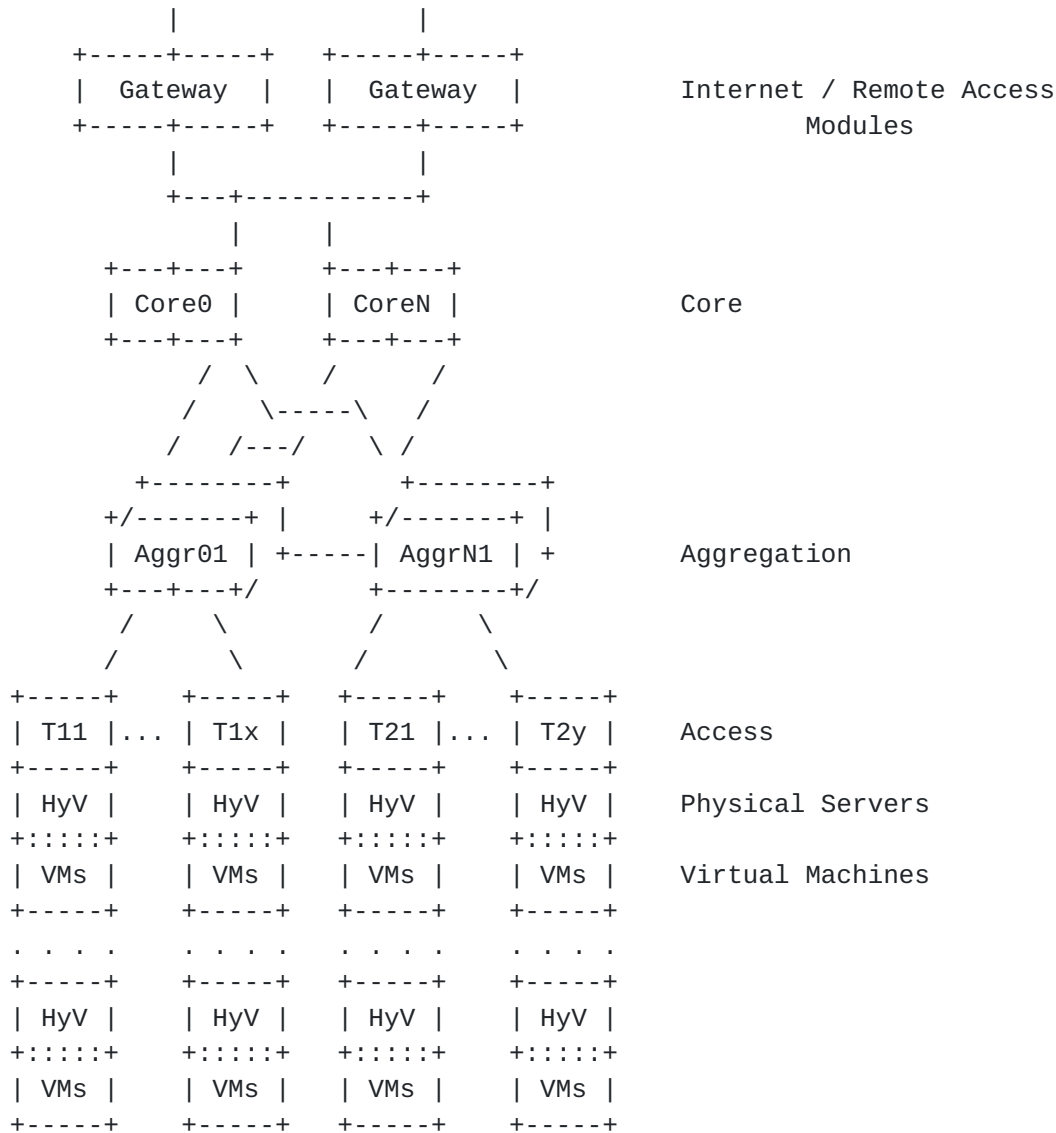 Gateway Gateway Internet / Remote Access
Modules
Core0 CoreN Core
Aggr01 AggrN1 Aggregation
T11 ... T1x T21 ... T2y Access
HyV HyV HyV HyV Physical Servers
VMs VMs VMs VMs Virtual Machines
. . . . . . . . . . . . . . . .
HyV HyV HyV HyV
VMs VMs VMs VMs